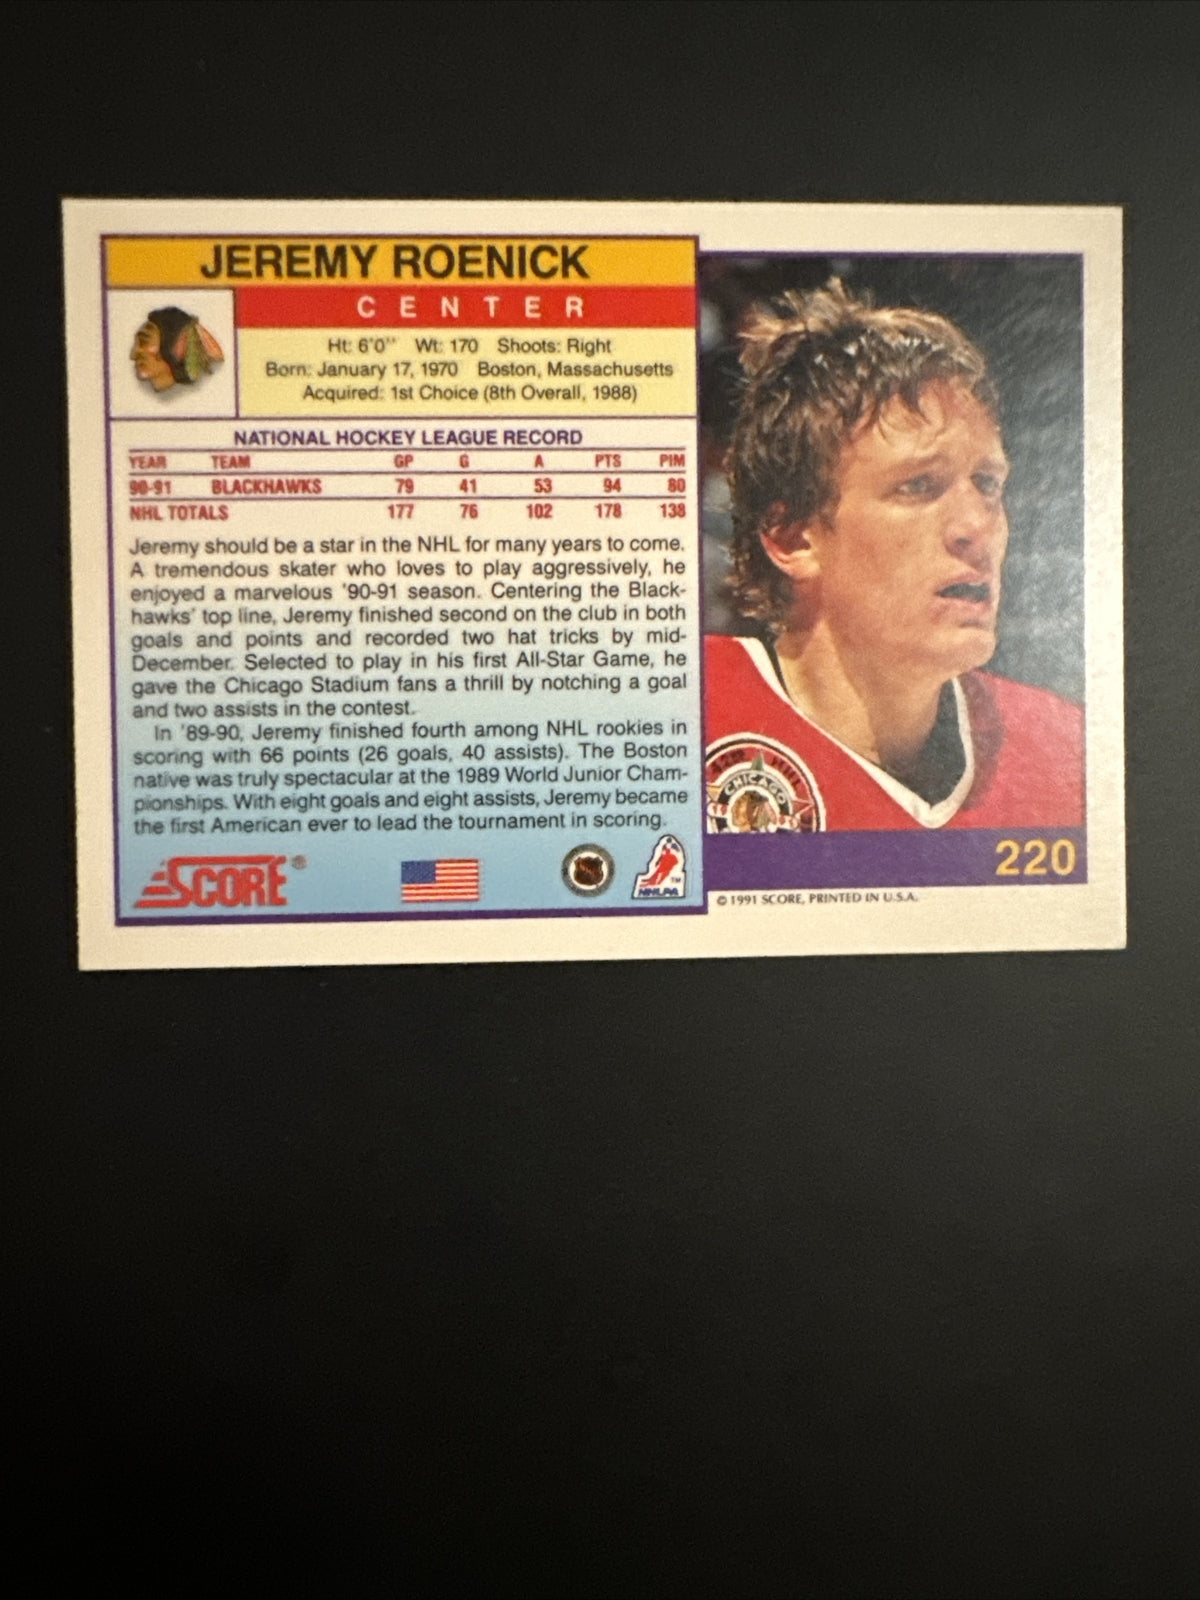 JEREMY ROENICK
CENTER
Ht: 6'0'' Wt: 170 Shoots: Right
Born: January 17, 1970 Boston, Massachusetts
Acquired: 1st Choice (8th Overall, 1988)
NATIONAL HOCKEY LEAGUE RECORD
YEAR TEAM GP G A PTS PIM
90-91 BLACKHAWKS 79 41 53 94 80
NHL TOTALS 177 76 102 178 138
Jeremy should be a star in the NHL for many years to come.
A tremendous skater who loves to play aggressively, he
enjoyed a marvelous '90-91 season. Centering the Black-
hawks' top line, Jeremy finished second on the club in both
goals and points and recorded two hat tricks by mid-
December. Selected to play in his first All-Star Game, he
gave the Chicago Stadium fans a thrill by notching a goal
and two assists in the contest.
In '89-90, Jeremy finished fourth among NHL rookies in
scoring with 66 points (26 goals, 40 assists). The Boston
native was truly spectacular at the 1989 World Junior Cham-
pionships. With eight goals and eight assists, Jeremy became
the first American ever to lead the tournament in scoring.
SCORE®
NHLPA
TM
CHICAGO
220
© 1991 SCORE, PRINTED IN U.S.A.